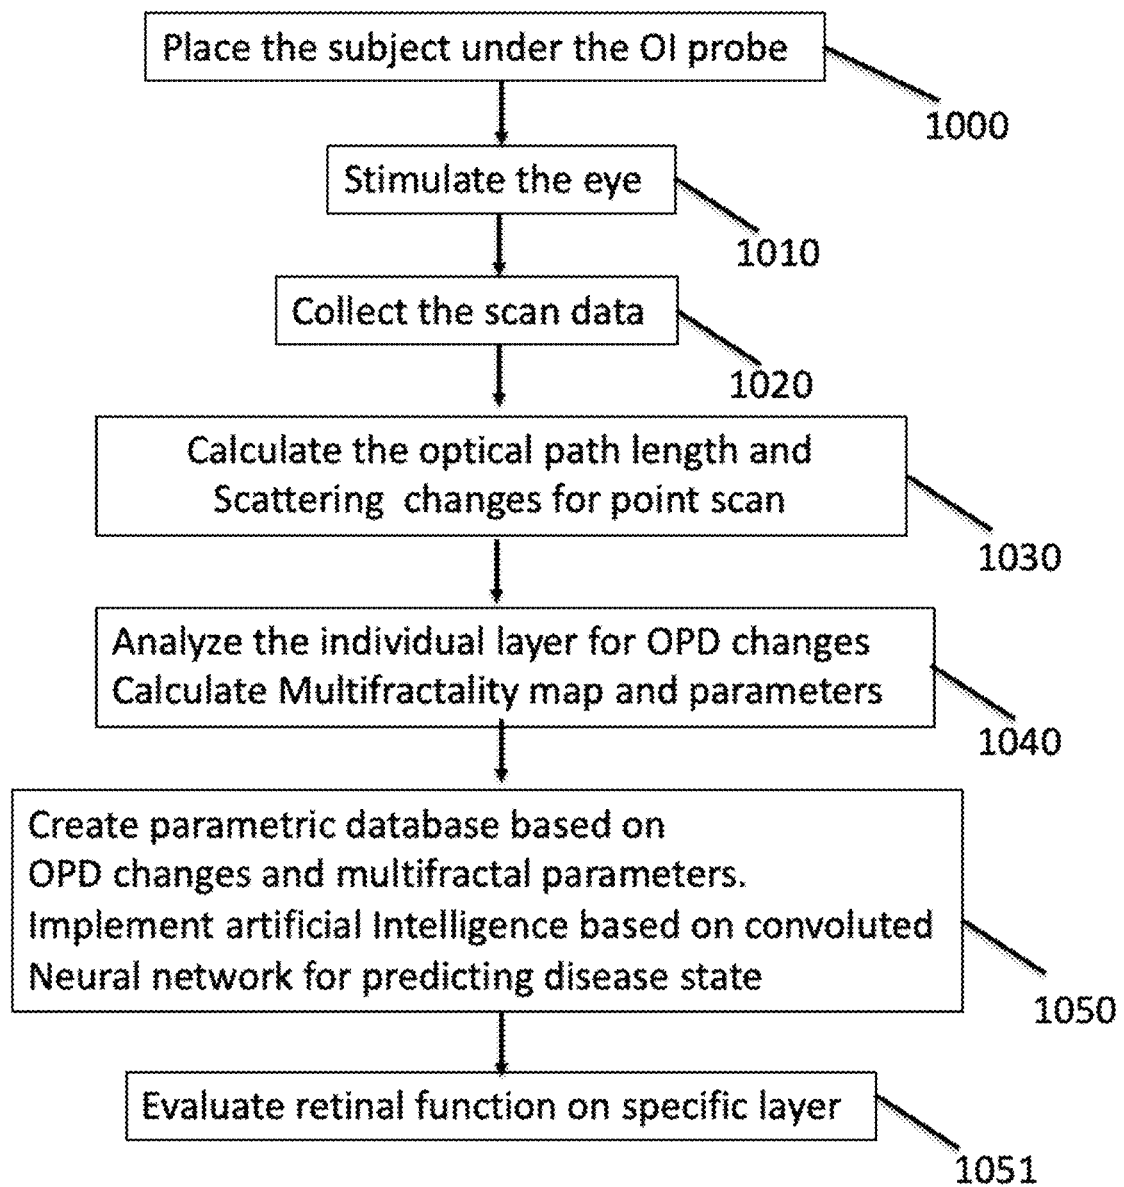 Place the subject under the OI probe
1000
Stimulate the eye
1010
Collect the scan data
1020
Calculate the optical path length and
Scattering changes for point scan
1030
Analyze the individual layer for OPD changes
Calculate Multifractality map and parameters
1040
Create parametric database based on
OPD changes and multifractal parameters.
Implement artificial Intelligence based on convoluted
Neural network for predicting disease state
1050
Evaluate retinal function on specific layer
1051